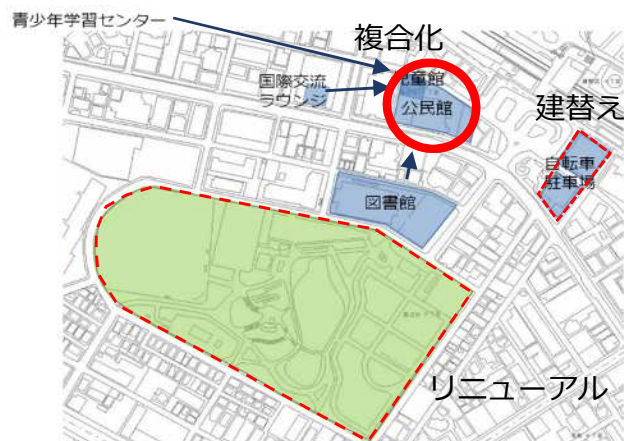 青少年学習センター
複合化
国際交流
ラウンジ
児童館
公民館
建替え
自転車
駐車場
図書館
リニューアル